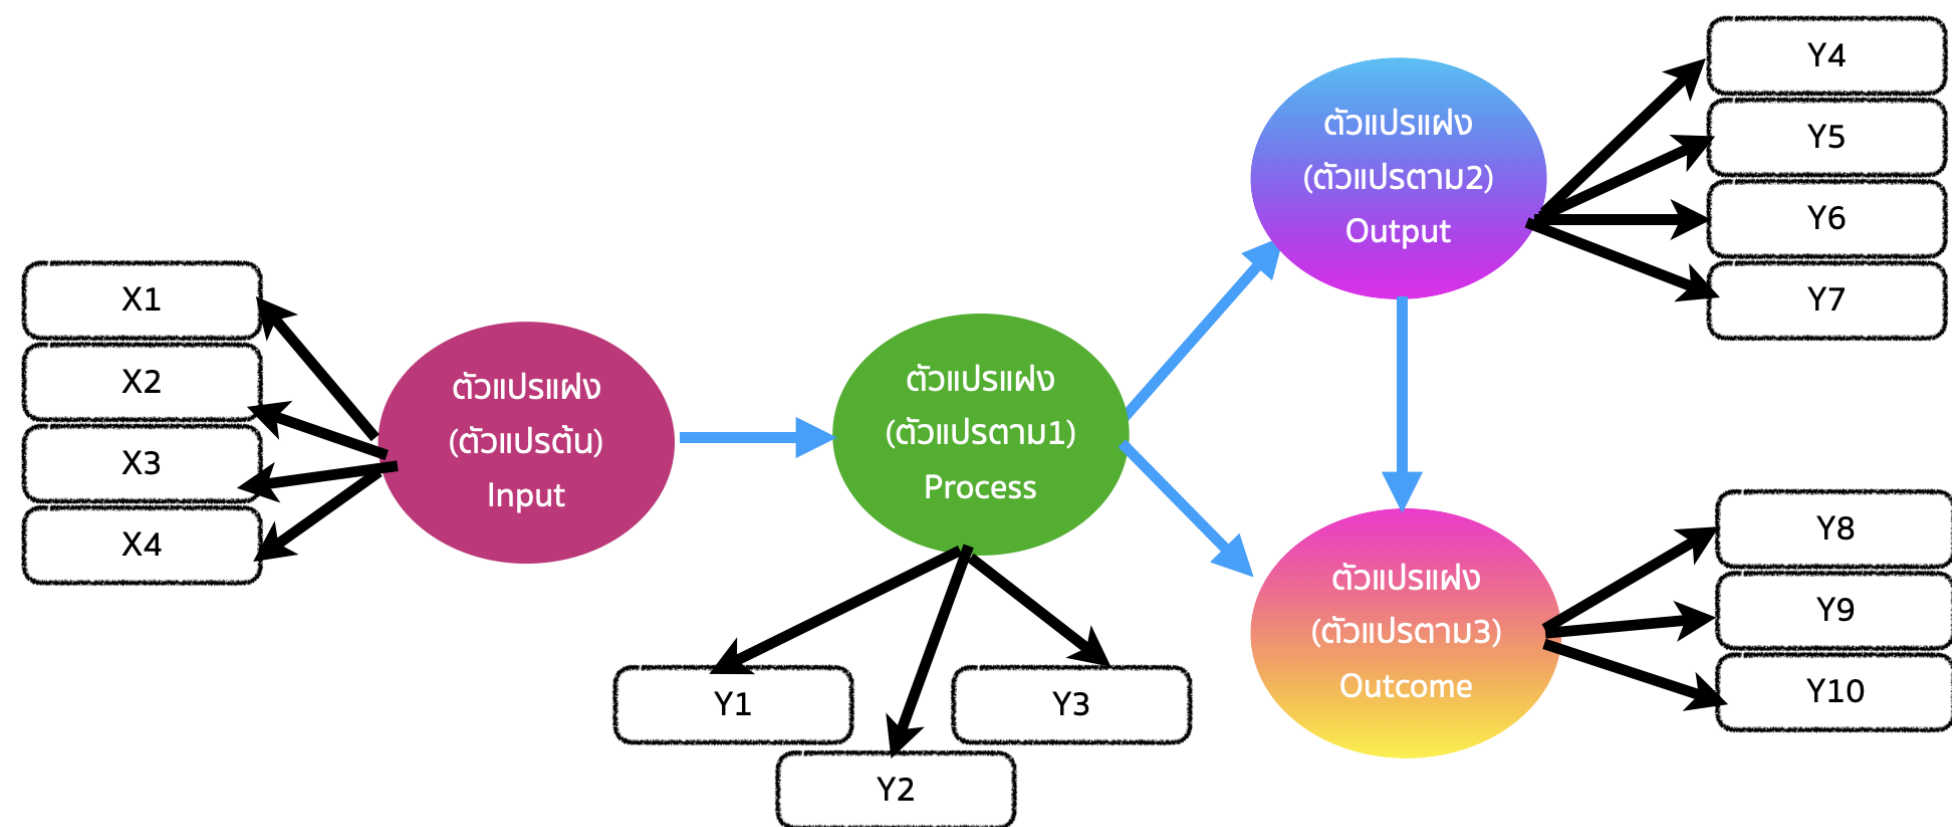 X1
X2
X3
X4
ตัวแปรแฝง
(ตัวแปรต้น)
Input
ตัวแปรแฝง
(ตัวแปรตาม1)
Process
Y1
Y2
Y3
ตัวแปรแฝง
(ตัวแปรตาม2)
Output
Y4
Y5
Y6
Y7
ตัวแปรแฝง
(ตัวแปรตาม3)
Outcome
Y8
Y9
Y10